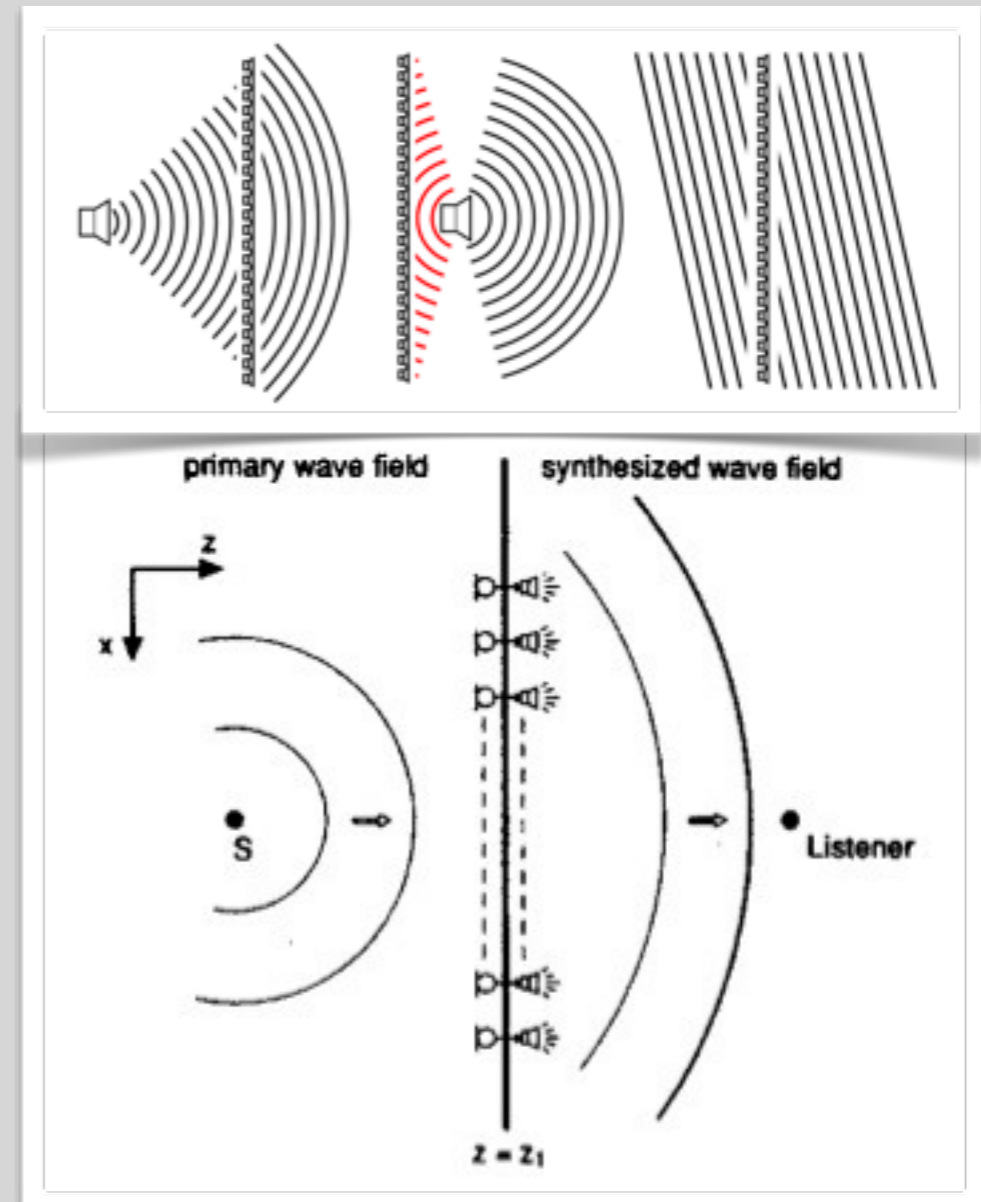 primary wave field
synthesized wave field
z
x
S
Listener
z = z₁